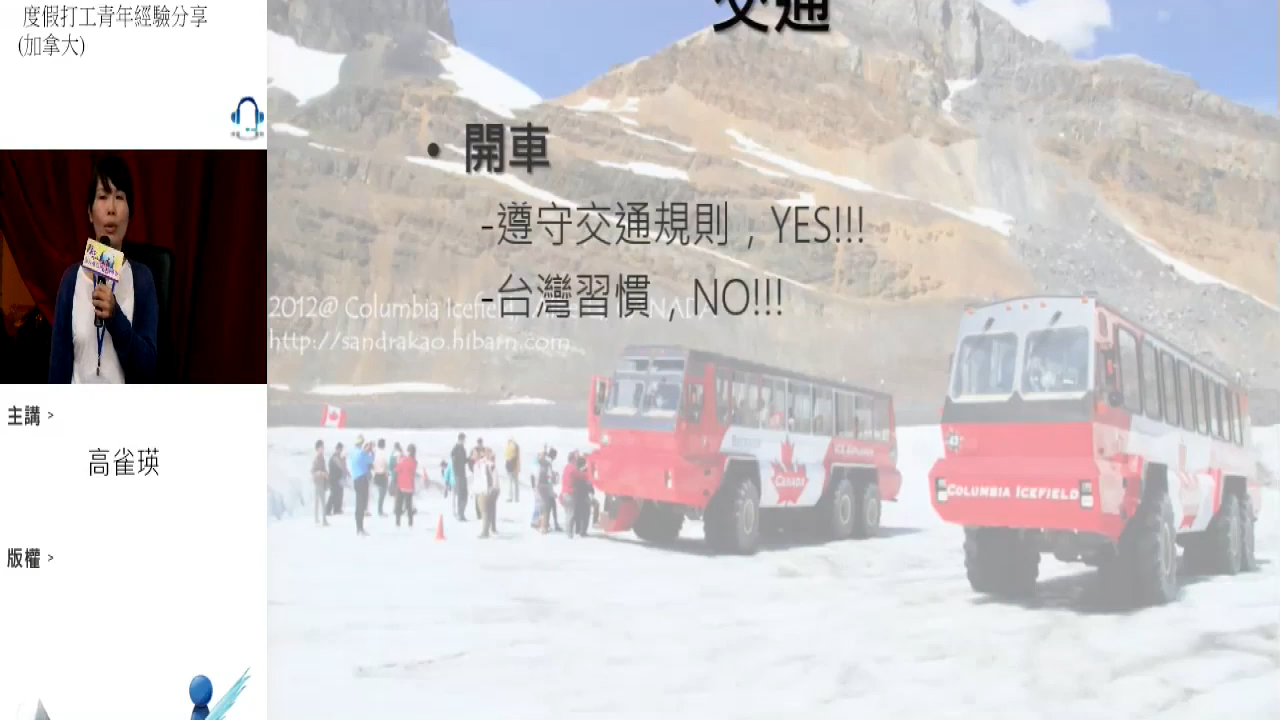 度假打工青年經驗分享
(加拿大)
主講 >
高雀瑛
版權 >
交通
• 開車
-遵守交通規則，YES!!!
-台灣習慣，NO!!!
2012@ Columbia Icefield
http://sandrakao.hibarn.com
CANADA
COLUMBIA ICEFIELD